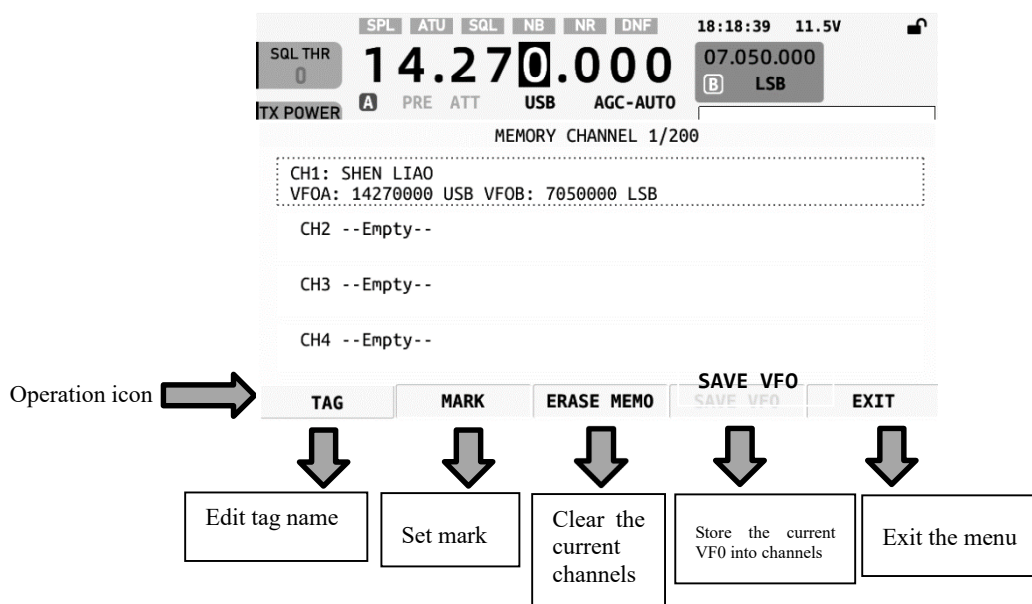 SPL ATU SQL NB NR DNF 18:18:39 11.5V
SQL THR
0
14.270.000
07.050.000
B LSB
TX POWER
A PRE ATT USB AGC-AUTO
MEMORY CHANNEL 1/200
CH1: SHEN LIAO
VFOA: 14270000 USB VFOB: 7050000 LSB
CH2 --Empty--
CH3 --Empty--
CH4 --Empty--
Operation icon
TAG
MARK
ERASE MEMO
SAVE VFO
SAVE VFO
EXIT
Edit tag name
Set mark
Clear the
current
channels
Store the current
VF0 into channels
Exit the menu